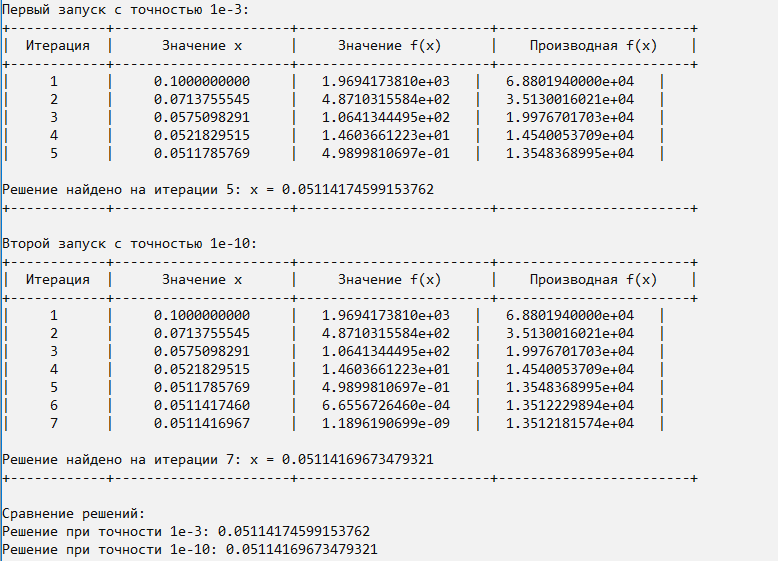 Первый запуск с точностью 1e-3:
+------------+----------------------+------------------------+------------------------+
|  Итерация  |      Значение x      |     Значение f(x)      |    Производная f(x)    |
+------------+----------------------+------------------------+------------------------+
|     1      |     0.1000000000     |   1.9694173810e+03   |   6.8801940000e+04   |
|     2      |     0.0713755545     |   4.8710315584e+02   |   3.5130016021e+04   |
|     3      |     0.0575098291     |   1.0641344495e+02   |   1.9976701703e+04   |
|     4      |     0.0521829515     |   1.4603661223e+01   |   1.4540053709e+04   |
|     5      |     0.0511785769     |   4.9899810697e-01   |   1.3548368995e+04   |
Решение найдено на итерации 5: x = 0.05114174599153762
+------------+----------------------+------------------------+------------------------+
Второй запуск с точностью 1e-10:
+------------+----------------------+------------------------+------------------------+
|  Итерация  |      Значение x      |     Значение f(x)      |    Производная f(x)    |
+------------+----------------------+------------------------+------------------------+
|     1      |     0.1000000000     |   1.9694173810e+03   |   6.8801940000e+04   |
|     2      |     0.0713755545     |   4.8710315584e+02   |   3.5130016021e+04   |
|     3      |     0.0575098291     |   1.0641344495e+02   |   1.9976701703e+04   |
|     4      |     0.0521829515     |   1.4603661223e+01   |   1.4540053709e+04   |
|     5      |     0.0511785769     |   4.9899810697e-01   |   1.3548368995e+04   |
|     6      |     0.0511417460     |   6.6556726460e-04   |   1.3512229894e+04   |
|     7      |     0.0511416967     |   1.1896190699e-09   |   1.3512181574e+04   |
Решение найдено на итерации 7: x = 0.05114169673479321
+------------+----------------------+------------------------+------------------------+
Сравнение решений:
Решение при точности 1e-3: 0.05114174599153762
Решение при точности 1e-10: 0.05114169673479321